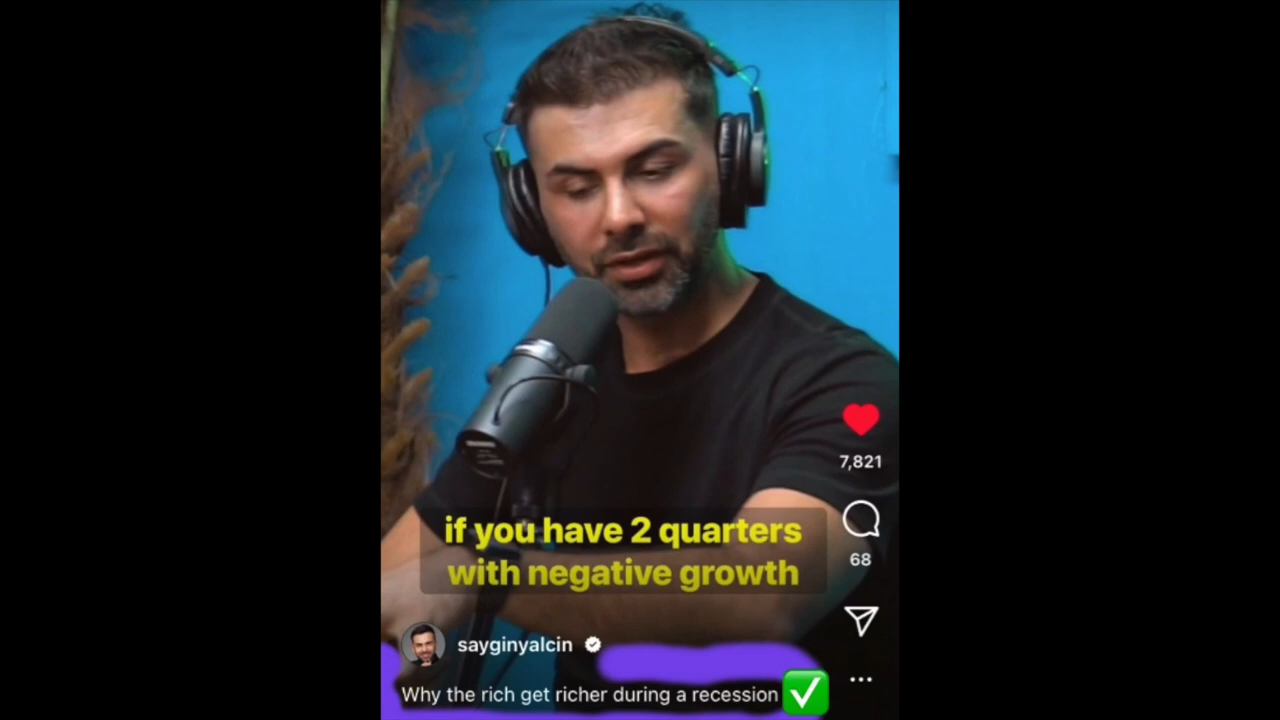 7,821
68
if you have 2 quarters
with negative growth
sayginyalcin
Why the rich get richer during a recession